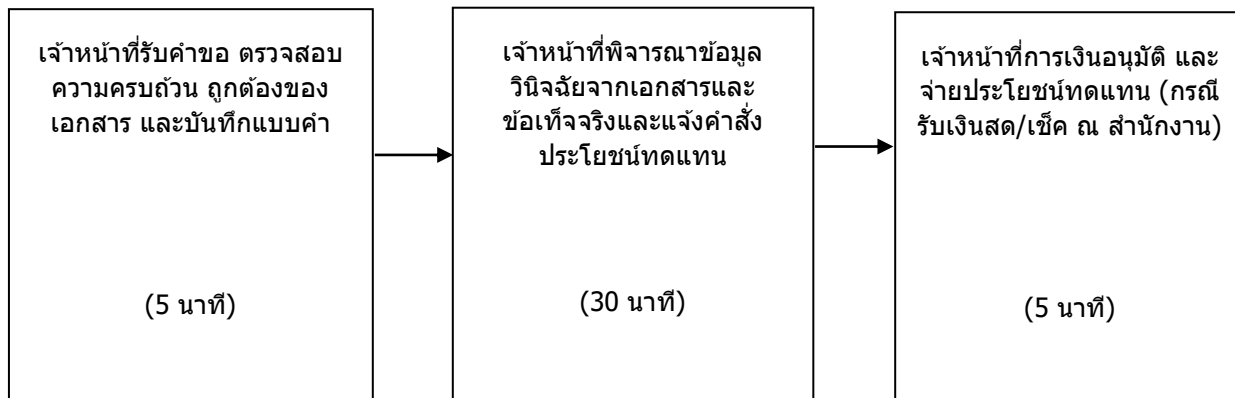 เจ้าหน้าที่รับคำขอ ตรวจสอบ
ความครบถ้วน ถูกต้องของ
เอกสาร และบันทึกแบบคำ
(5 นาที)
เจ้าหน้าที่พิจารณาข้อมูล
วินิจฉัยจากเอกสารและ
ข้อเท็จจริงและแจ้งคำสั่ง
ประโยชน์ทดแทน
(30 นาที)
เจ้าหน้าที่การเงินอนุมัติ และ
จ่ายประโยชน์ทดแทน (กรณี
รับเงินสด/เช็ค ณ สำนักงาน)
(5 นาที)